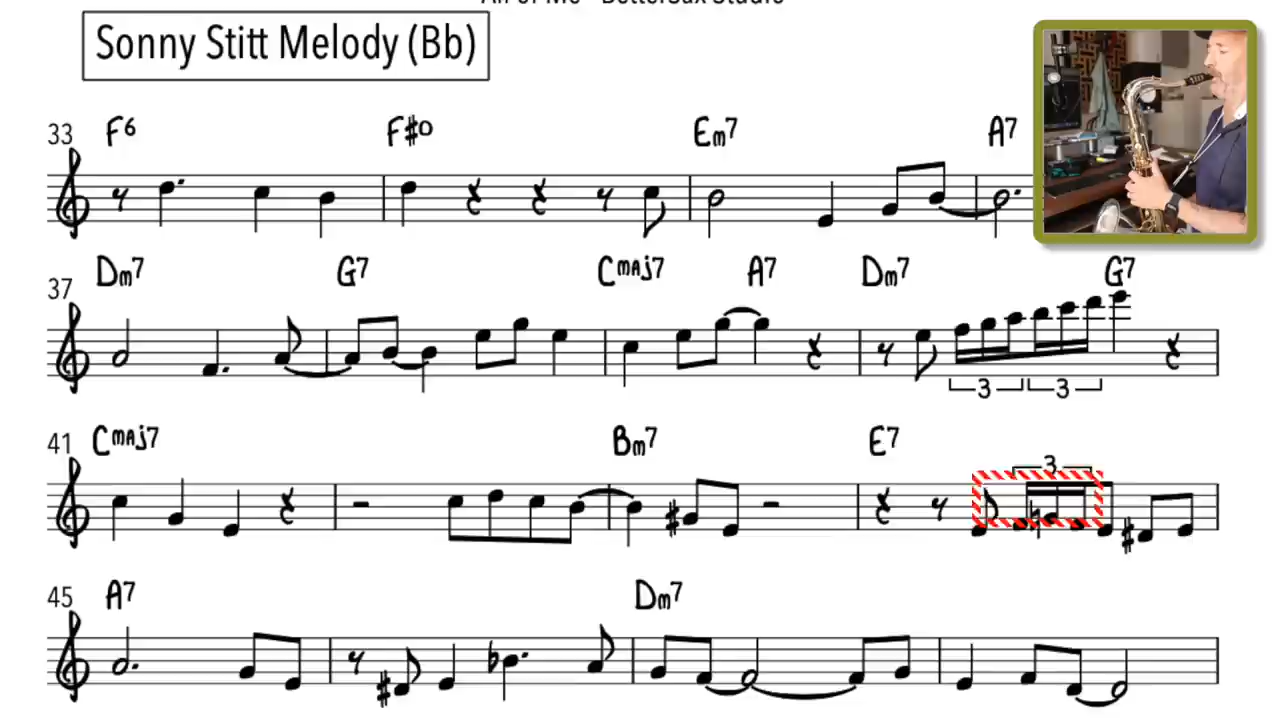 Sonny Stitt Melody (Bb)
33 F6 F#o Em7 A7
37 Dm7 G7 Cmaj7 A7 Dm7 G7
3 3
41 Cmaj7 Bm7 E7
3
45 A7 Dm7